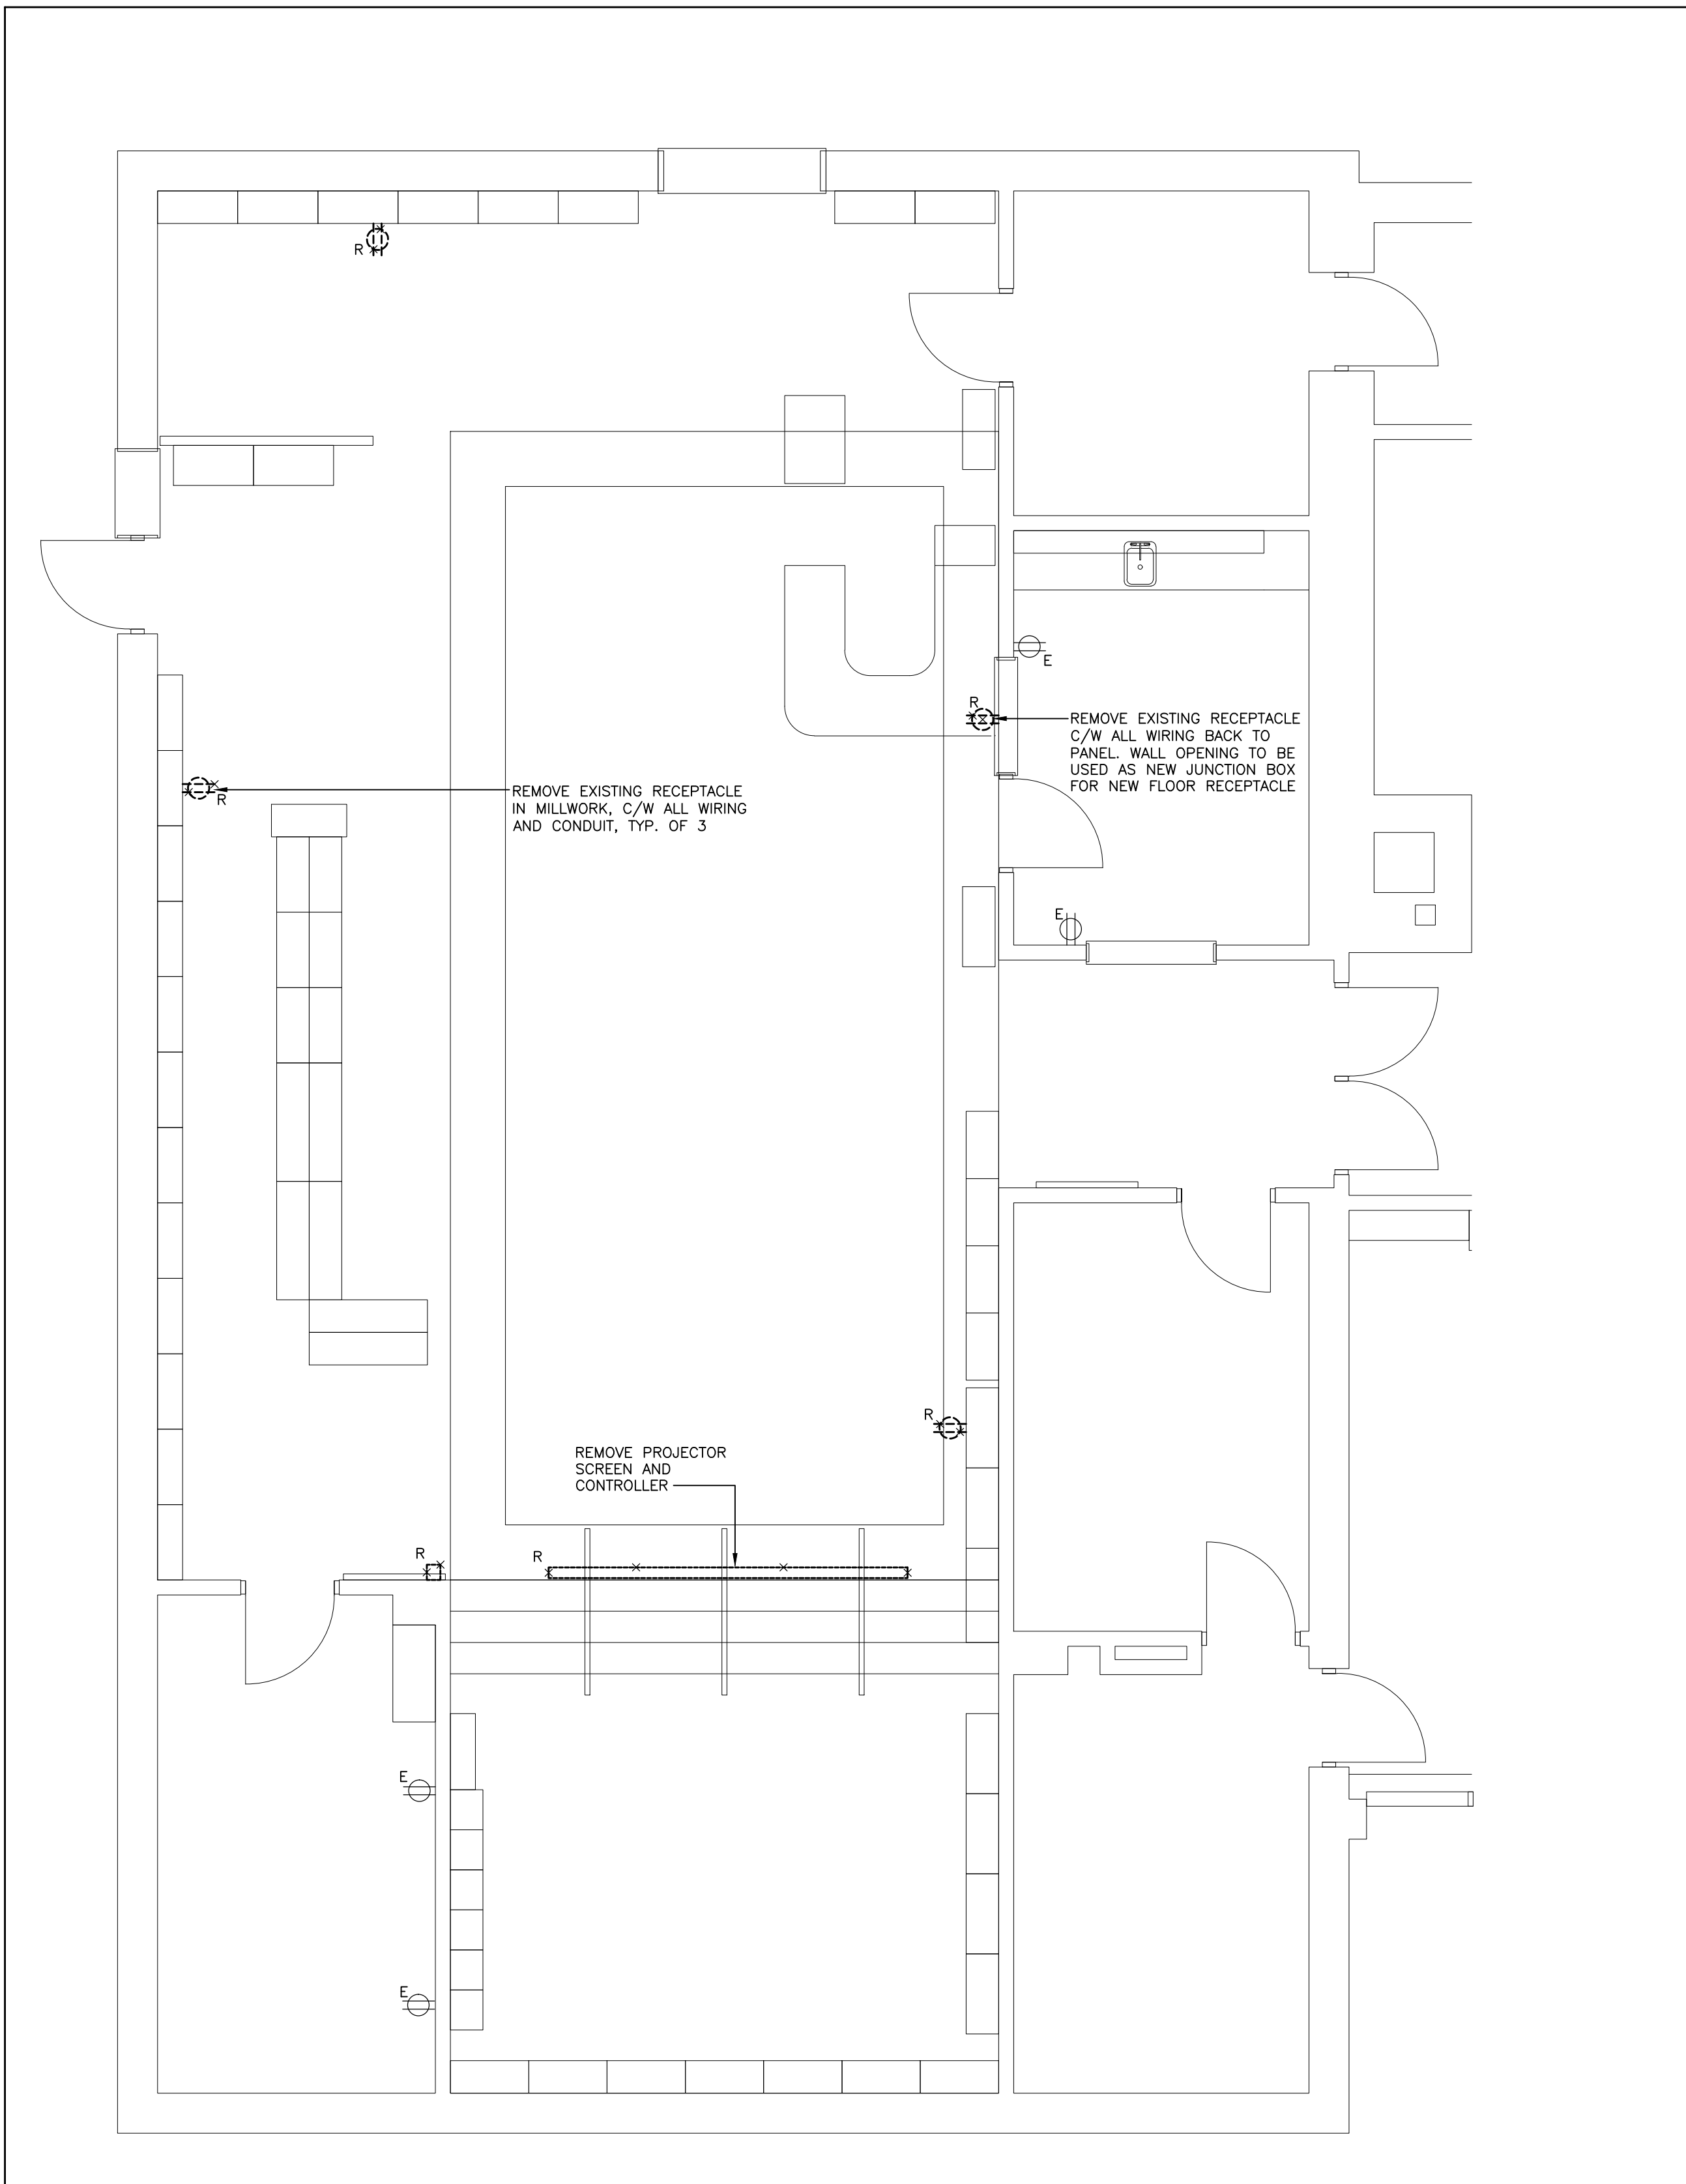 R
E
R
REMOVE EXISTING RECEPTACLE
C/W ALL WIRING BACK TO
PANEL. WALL OPENING TO BE
USED AS NEW JUNCTION BOX
FOR NEW FLOOR RECEPTACLE
R
REMOVE EXISTING RECEPTACLE
IN MILLWORK, C/W ALL WIRING
AND CONDUIT, TYP. OF 3
E
R
REMOVE PROJECTOR
SCREEN AND
CONTROLLER
R
R
E
E